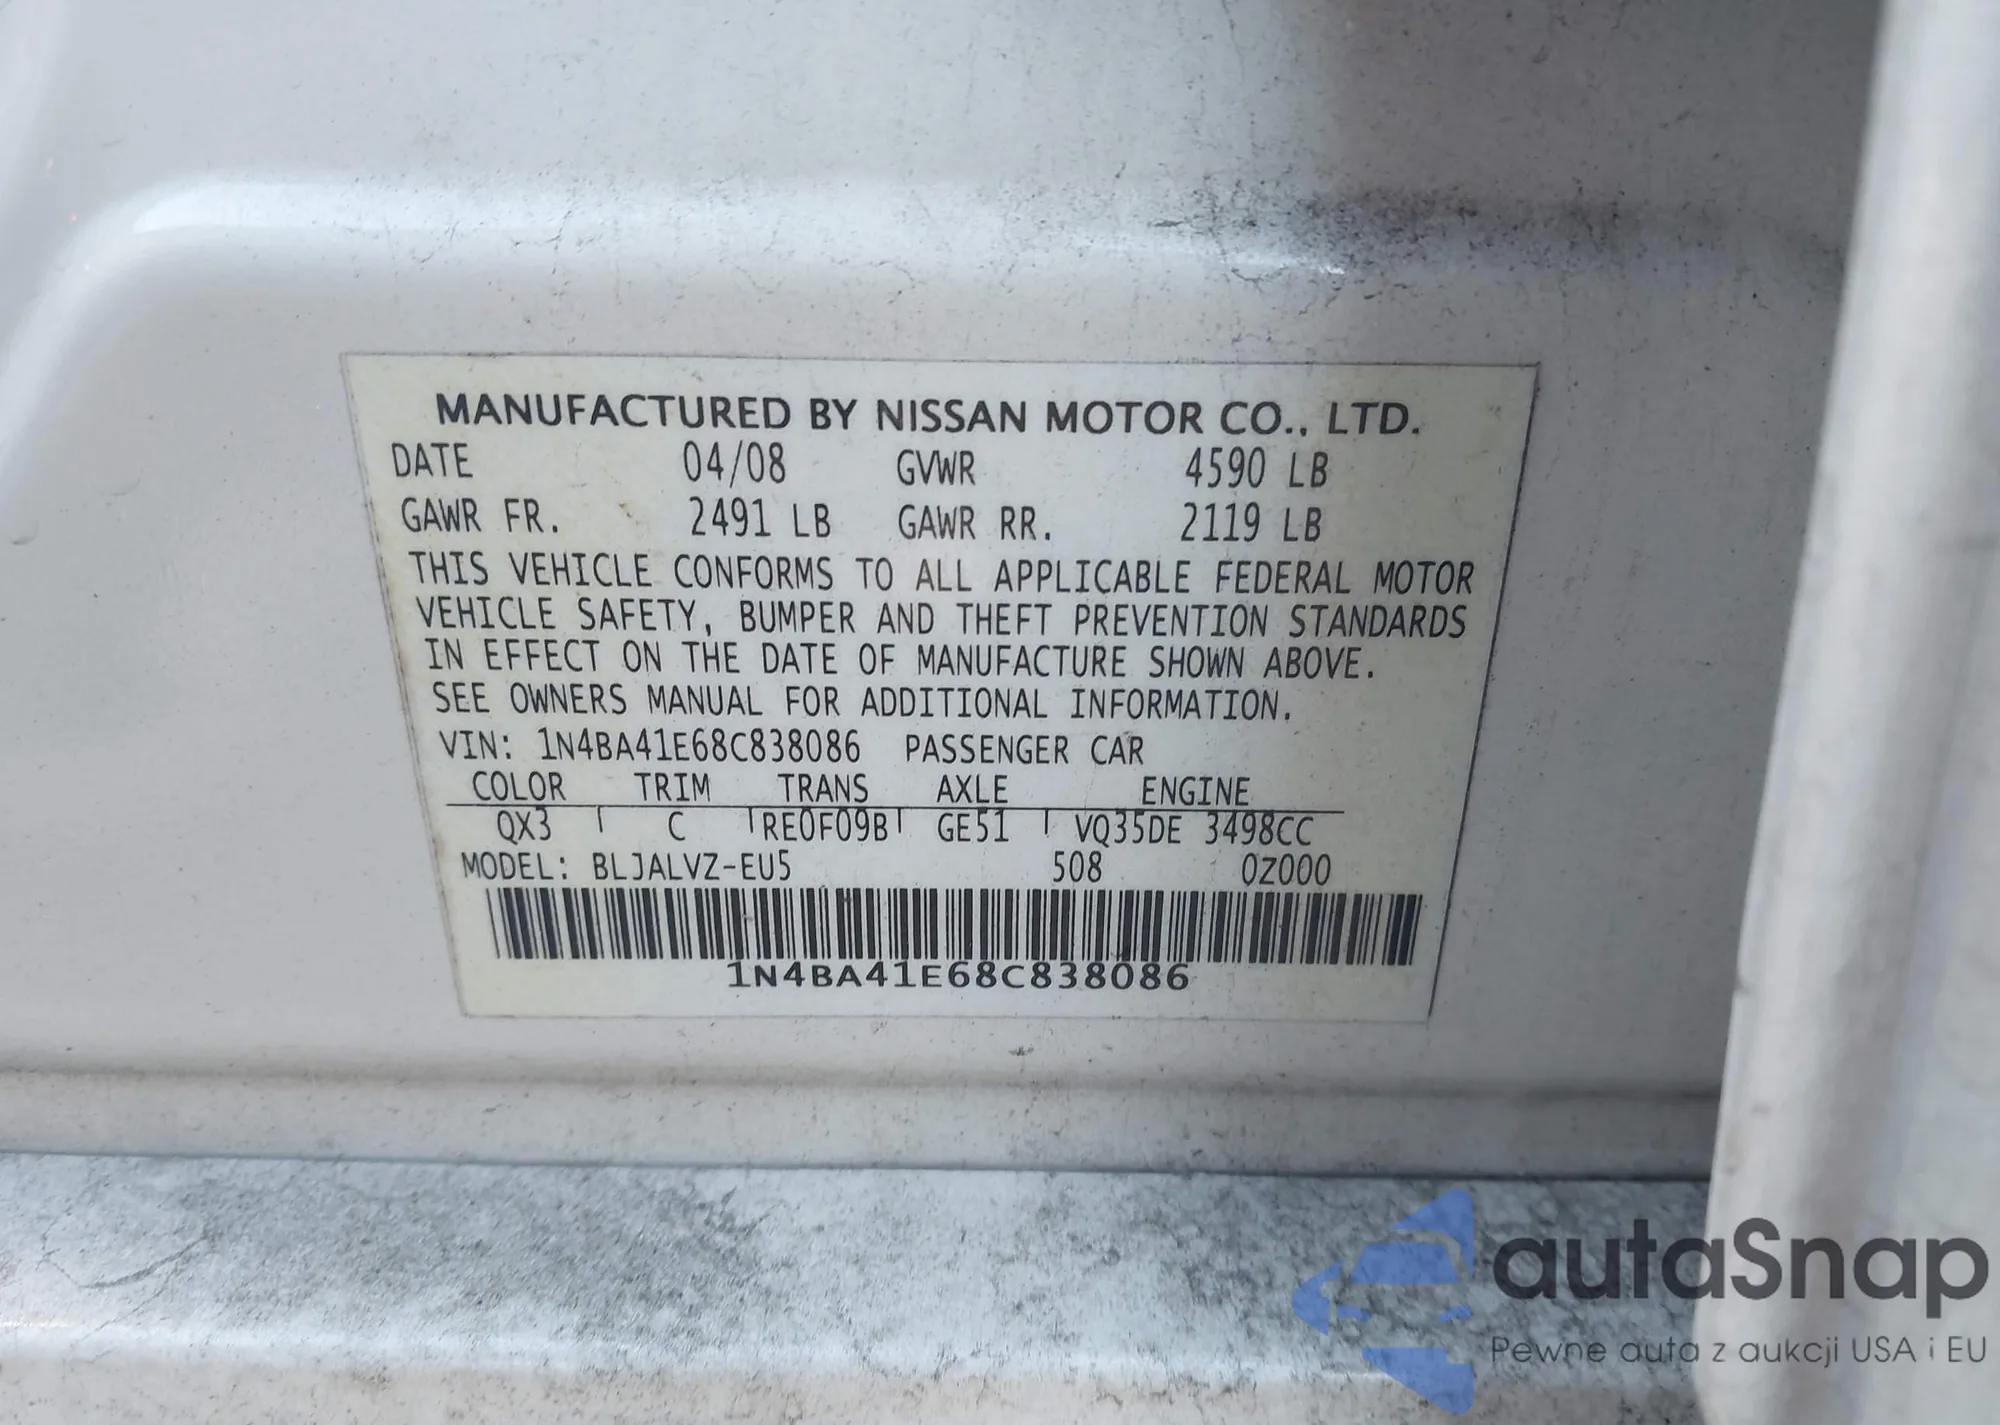 MANUFACTURED BY NISSAN MOTOR CO., LTD.
DATE 04/08 GVWR 4590 LB
GAWR FR. 2491 LB GAWR RR. 2119 LB
THIS VEHICLE CONFORMS TO ALL APPLICABLE FEDERAL MOTOR
VEHICLE SAFETY, BUMPER AND THEFT PREVENTION STANDARDS
IN EFFECT ON THE DATE OF MANUFACTURE SHOWN ABOVE.
SEE OWNERS MANUAL FOR ADDITIONAL INFORMATION.
VIN: 1N4BA41E68C838086 PASSENGER CAR
COLOR TRIM TRANS AXLE ENGINE
QX3 C RE0F09B GE51 VQ35DE 3498CC
MODEL: BLJALVZ-EU5 508 0Z000
1N4BA41E68C838086
autaSnap
Pewne auta z aukcji USA i EU